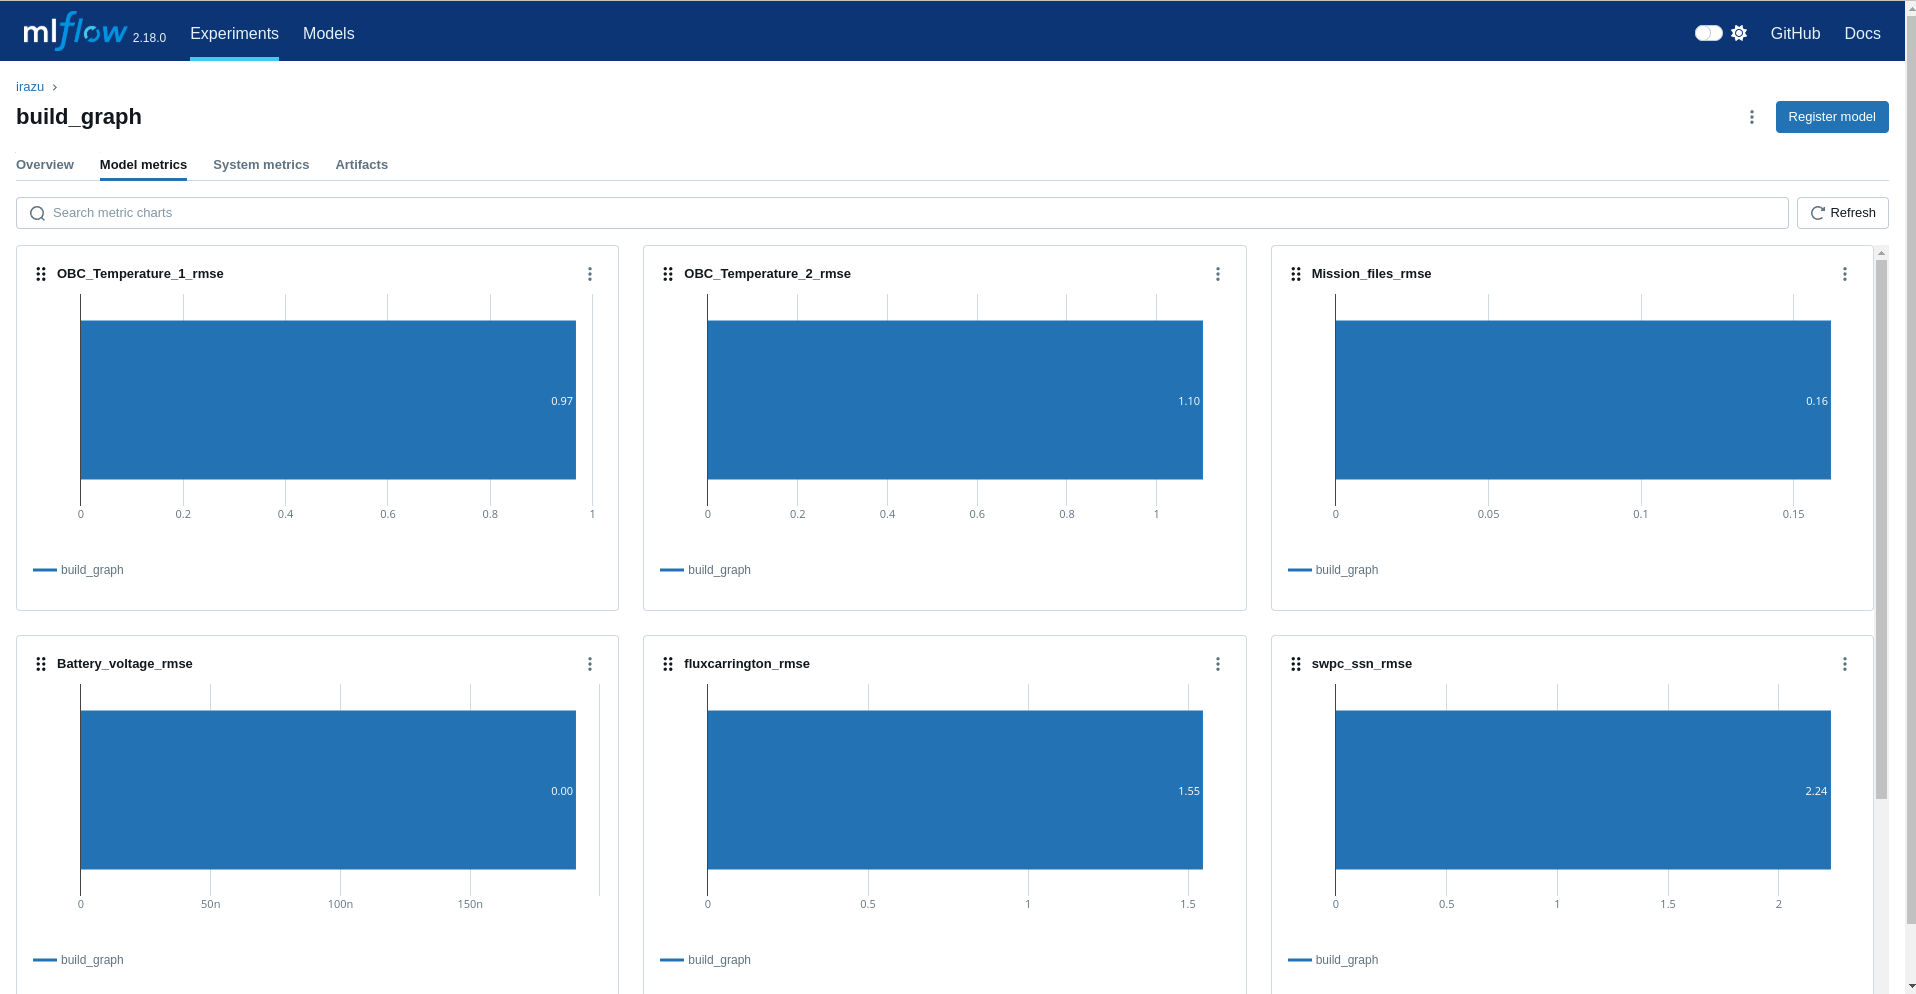 mlflow 2.18.0 Experiments Models GitHub Docs
irazu
build_graph
Register model
Overview Model metrics System metrics Artifacts
Search metric charts
Refresh
OBC_Temperature_1_rmse
0.97
0 0.2 0.4 0.6 0.8 1
build_graph
OBC_Temperature_2_rmse
1.10
0 0.2 0.4 0.6 0.8 1
build_graph
Mission_files_rmse
0.16
0 0.05 0.1 0.15
build_graph
Battery_voltage_rmse
0.00
0 50n 100n 150n
build_graph
fluxcarrington_rmse
1.55
0 0.5 1 1.5
build_graph
swpc_ssn_rmse
2.24
0 0.5 1 1.5 2
build_graph